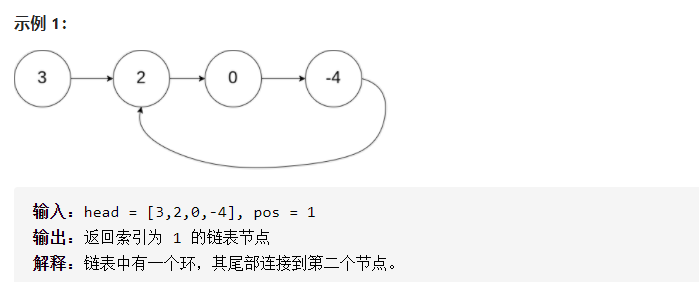 示例 1：
3 2 0 -4
输入：head = [3,2,0,-4], pos = 1
输出：返回索引为 1 的链表节点
解释：链表中有一个环，其尾部连接到第二个节点。